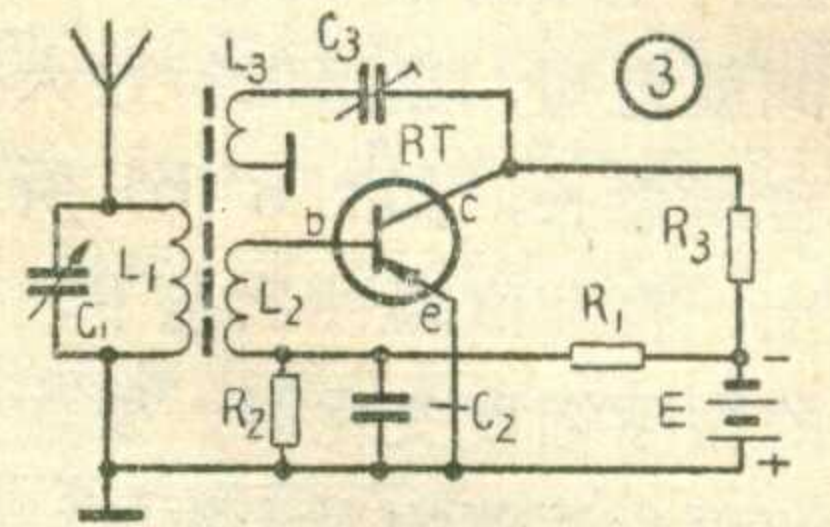 C₃
3
L₃
RT
b
c
R₃
L₁
C₁
L₂
e
R₁
R₂
C₂
E
−
+